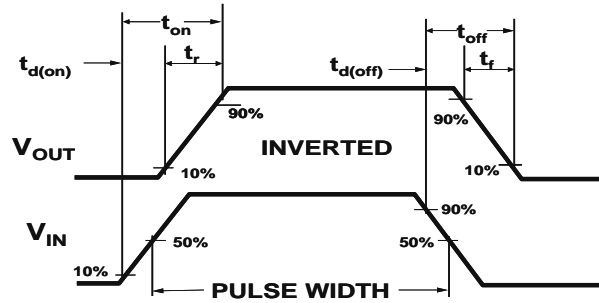 t_on t_off
t_r t_f
t_d(on) t_d(off)
90% 90%
V_OUT INVERTED
10% 10%
V_IN 90%
50% 50%
10%
PULSE WIDTH